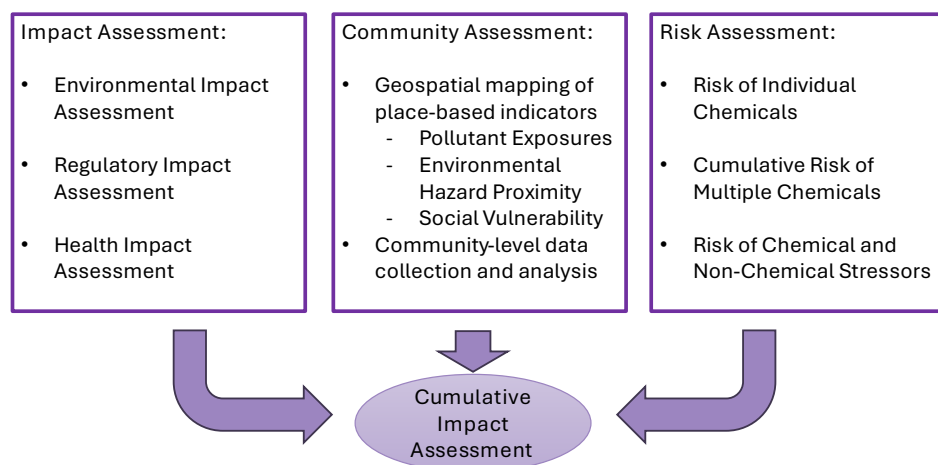 Impact Assessment:
• Environmental Impact
Assessment
• Regulatory Impact
Assessment
• Health Impact
Assessment
Community Assessment:
• Geospatial mapping of
place-based indicators
- Pollutant Exposures
- Environmental
Hazard Proximity
- Social Vulnerability
• Community-level data
collection and analysis
Risk Assessment:
• Risk of Individual
Chemicals
• Cumulative Risk of
Multiple Chemicals
• Risk of Chemical and
Non-Chemical Stressors
Cumulative
Impact
Assessment